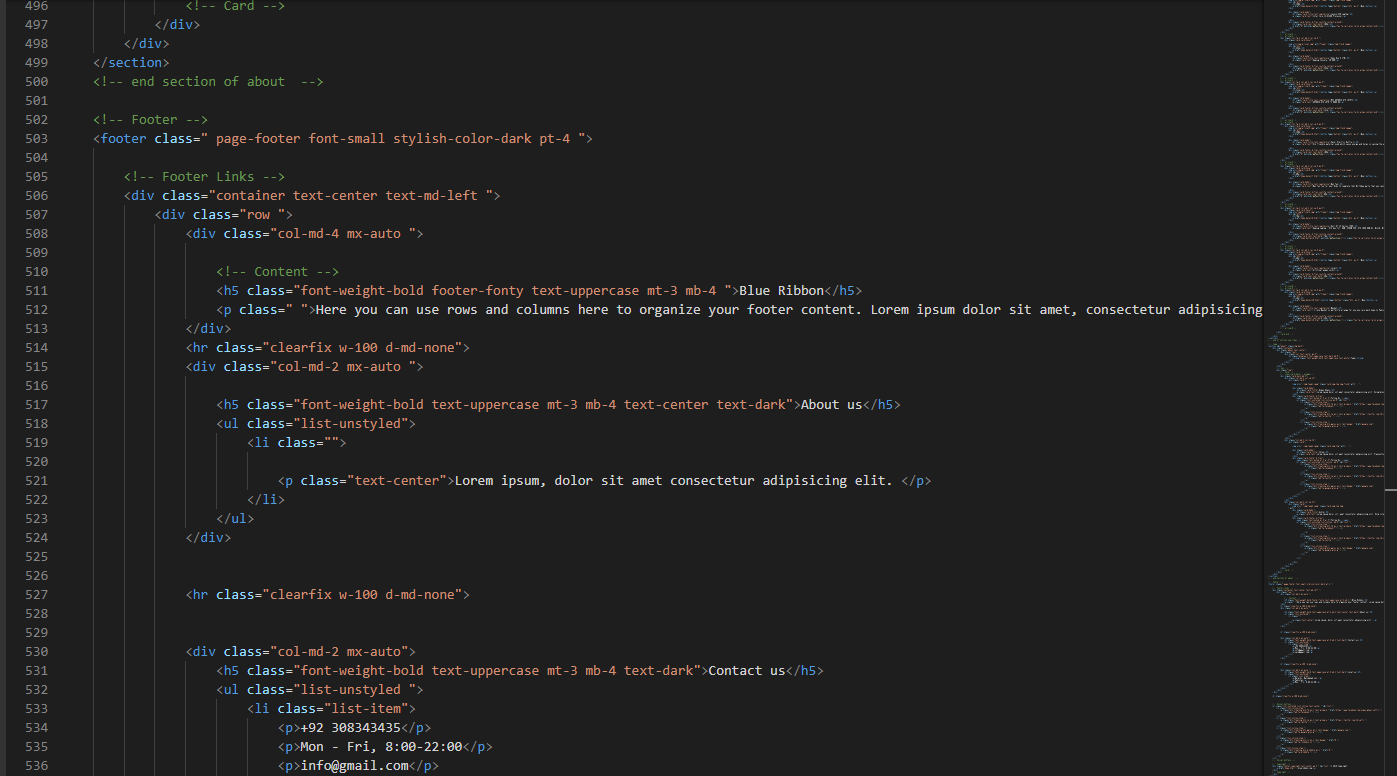 496 <!-- Card -->
497 </div>
498 </div>
499 </section>
500 <!-- end section of about  -->
501
502 <!-- Footer -->
503 <footer class=" page-footer font-small stylish-color-dark pt-4 ">
504
505 <!-- Footer Links -->
506 <div class="container text-center text-md-left ">
507 <div class="row ">
508 <div class="col-md-4 mx-auto ">
509
510 <!-- Content -->
511 <h5 class="font-weight-bold footer-fonty text-uppercase mt-3 mb-4 ">Blue Ribbon</h5>
512 <p class=" ">Here you can use rows and columns here to organize your footer content. Lorem ipsum dolor sit amet, consectetur adipisicing
513 </div>
514 <hr class="clearfix w-100 d-md-none">
515 <div class="col-md-2 mx-auto ">
516
517 <h5 class="font-weight-bold text-uppercase mt-3 mb-4 text-center text-dark">About us</h5>
518 <ul class="list-unstyled">
519 <li class="">
520
521 <p class="text-center">Lorem ipsum, dolor sit amet consectetur adipisicing elit. </p>
522 </li>
523 </ul>
524 </div>
525
526
527 <hr class="clearfix w-100 d-md-none">
528
529
530 <div class="col-md-2 mx-auto">
531 <h5 class="font-weight-bold text-uppercase mt-3 mb-4 text-dark">Contact us</h5>
532 <ul class="list-unstyled ">
533 <li class="list-item">
534 <p>+92 308343435</p>
535 <p>Mon - Fri, 8:00-22:00</p>
536 <p>info@gmail.com</p>